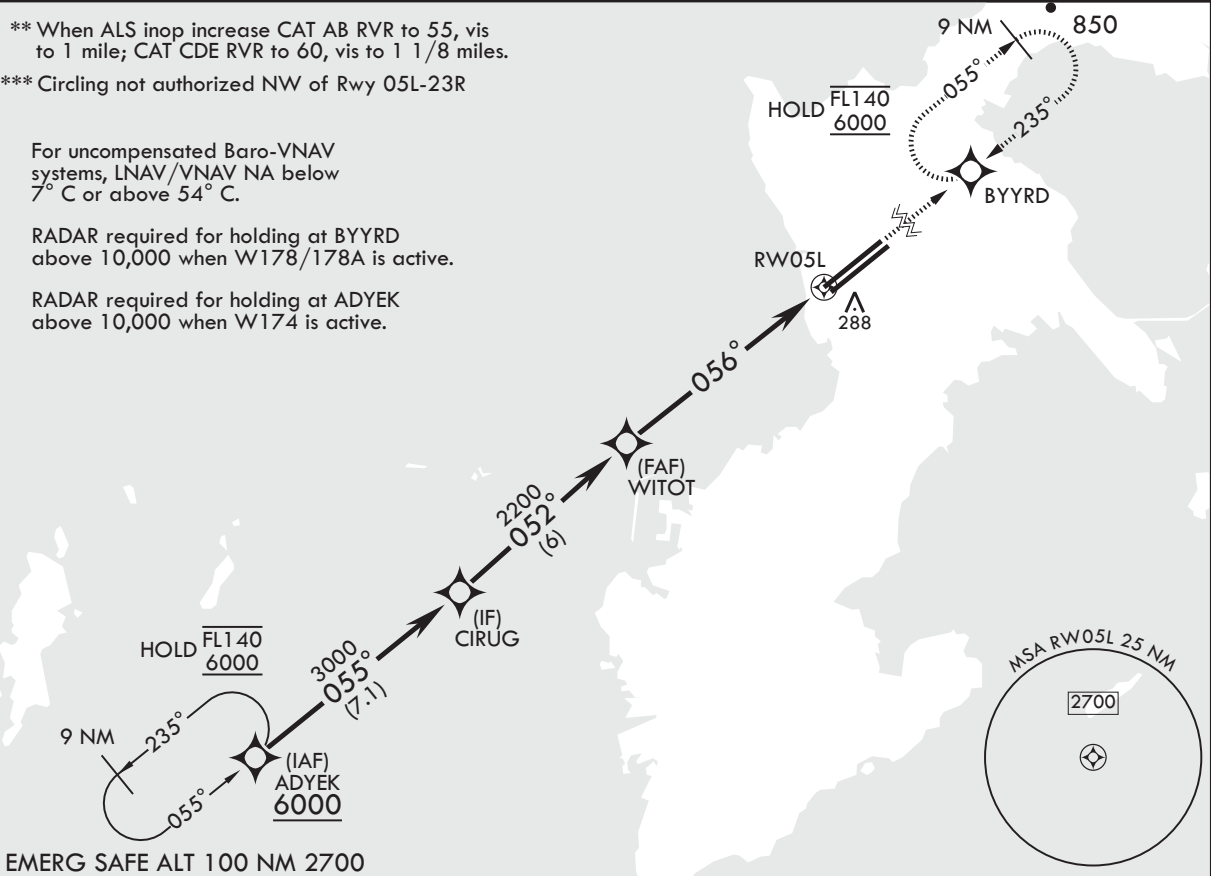 ** When ALS inop increase CAT AB RVR to 55, vis
to 1 mile; CAT CDE RVR to 60, vis to 1 1/8 miles.
*** Circling not authorized NW of Rwy 05L-23R
For uncompensated Baro-VNAV
systems, LNAV/VNAV NA below
7° C or above 54° C.
RADAR required for holding at BYYRD
above 10,000 when W178/178A is active.
RADAR required for holding at ADYEK
above 10,000 when W174 is active.
9 NM
850
055°
HOLD FL140
6000
235°
BYYRD
RW05L
288
056°
(FAF)
WITOT
2200
052°
(6)
(IF)
CIRUG
HOLD FL140
6000
3000
055°
(7.1)
9 NM
235°
055°
(IAF)
ADYEK
6000
MSA RW05L 25 NM
2700
EMERG SAFE ALT 100 NM 2700